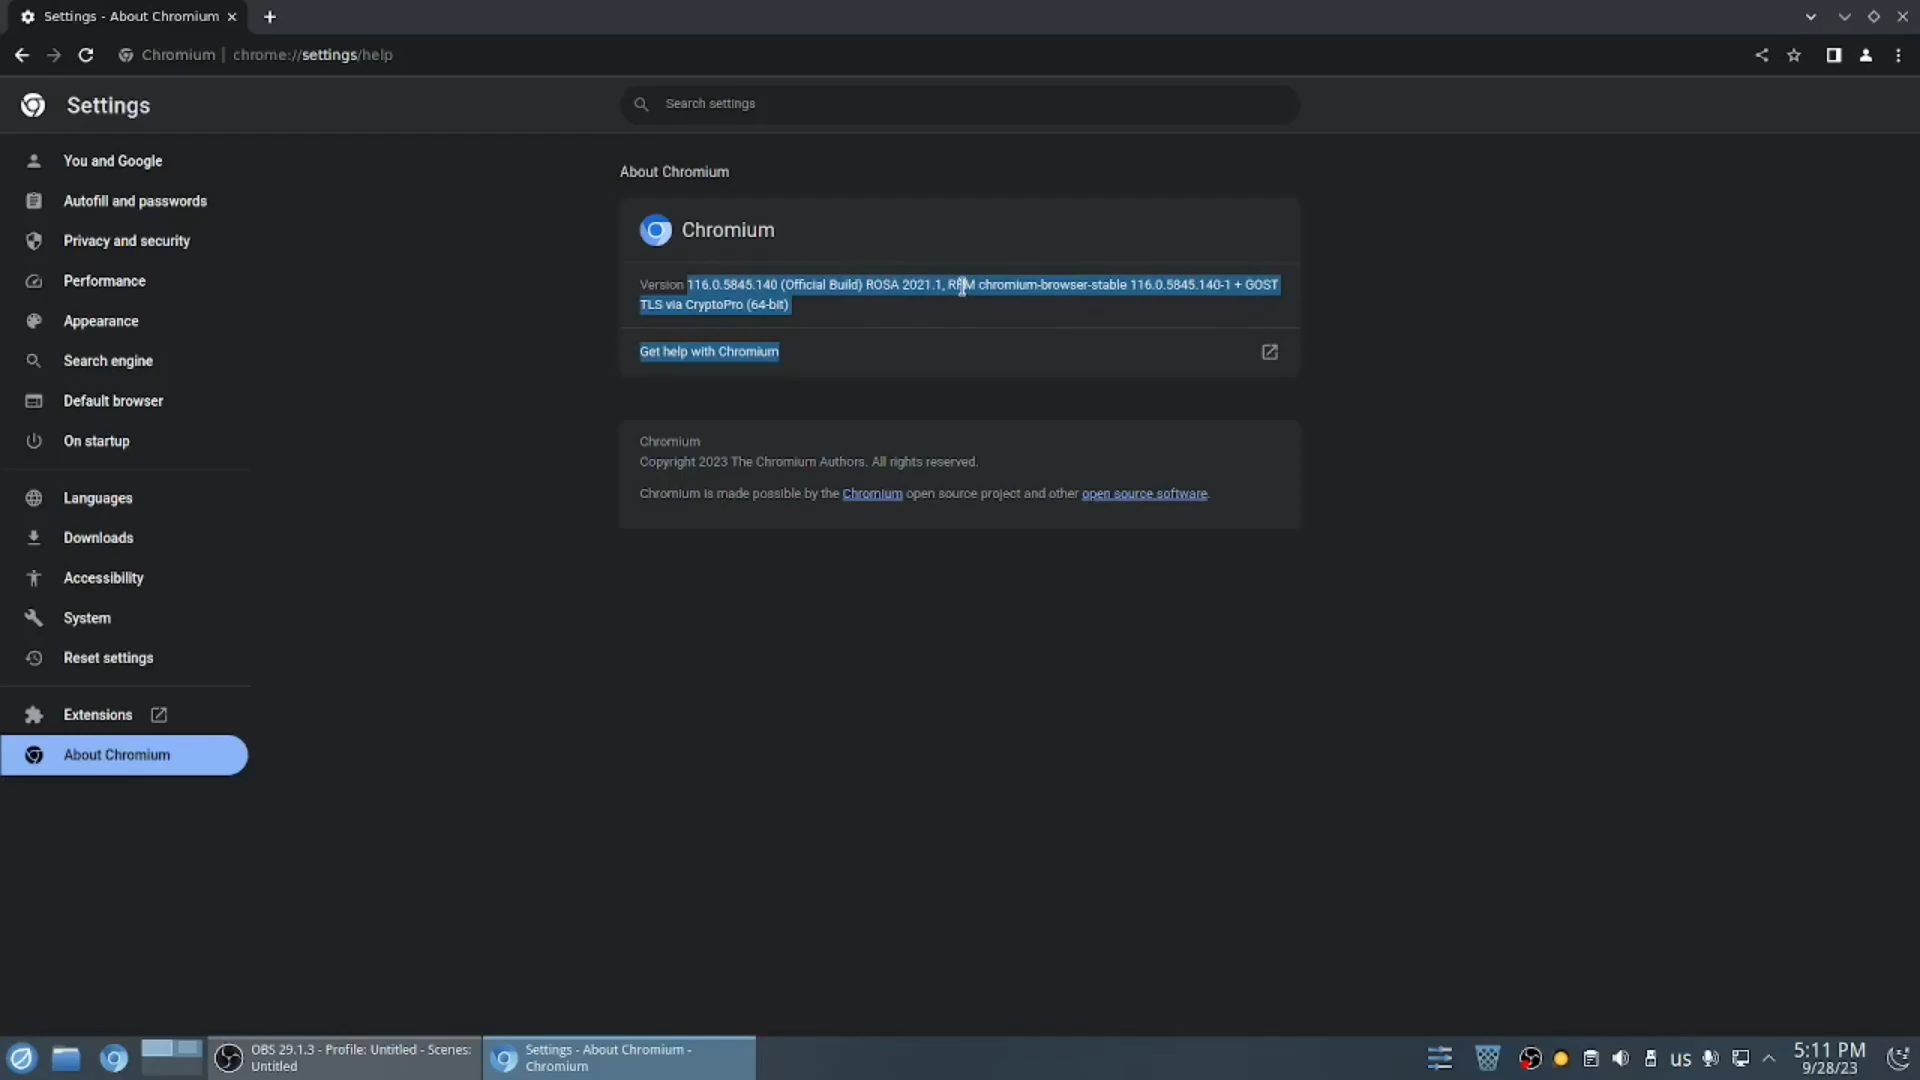 Settings - About Chromium
Chromium | chrome://settings/help
Settings
Search settings
You and Google
Autofill and passwords
Privacy and security
Performance
Appearance
Search engine
Default browser
On startup
Languages
Downloads
Accessibility
System
Reset settings
Extensions
About Chromium
About Chromium
Chromium
Version 116.0.5845.140 (Official Build) ROSA 2021.1, RPM chromium-browser-stable 116.0.5845.140-1 + GOST
TLS via CryptoPro (64-bit)
Get help with Chromium
Chromium
Copyright 2023 The Chromium Authors. All rights reserved.
Chromium is made possible by the Chromium open source project and other open source software.
OBS 29.1.3 - Profile: Untitled - Scenes:
Untitled
Settings - About Chromium -
Chromium
us
5:11 PM
9/28/23